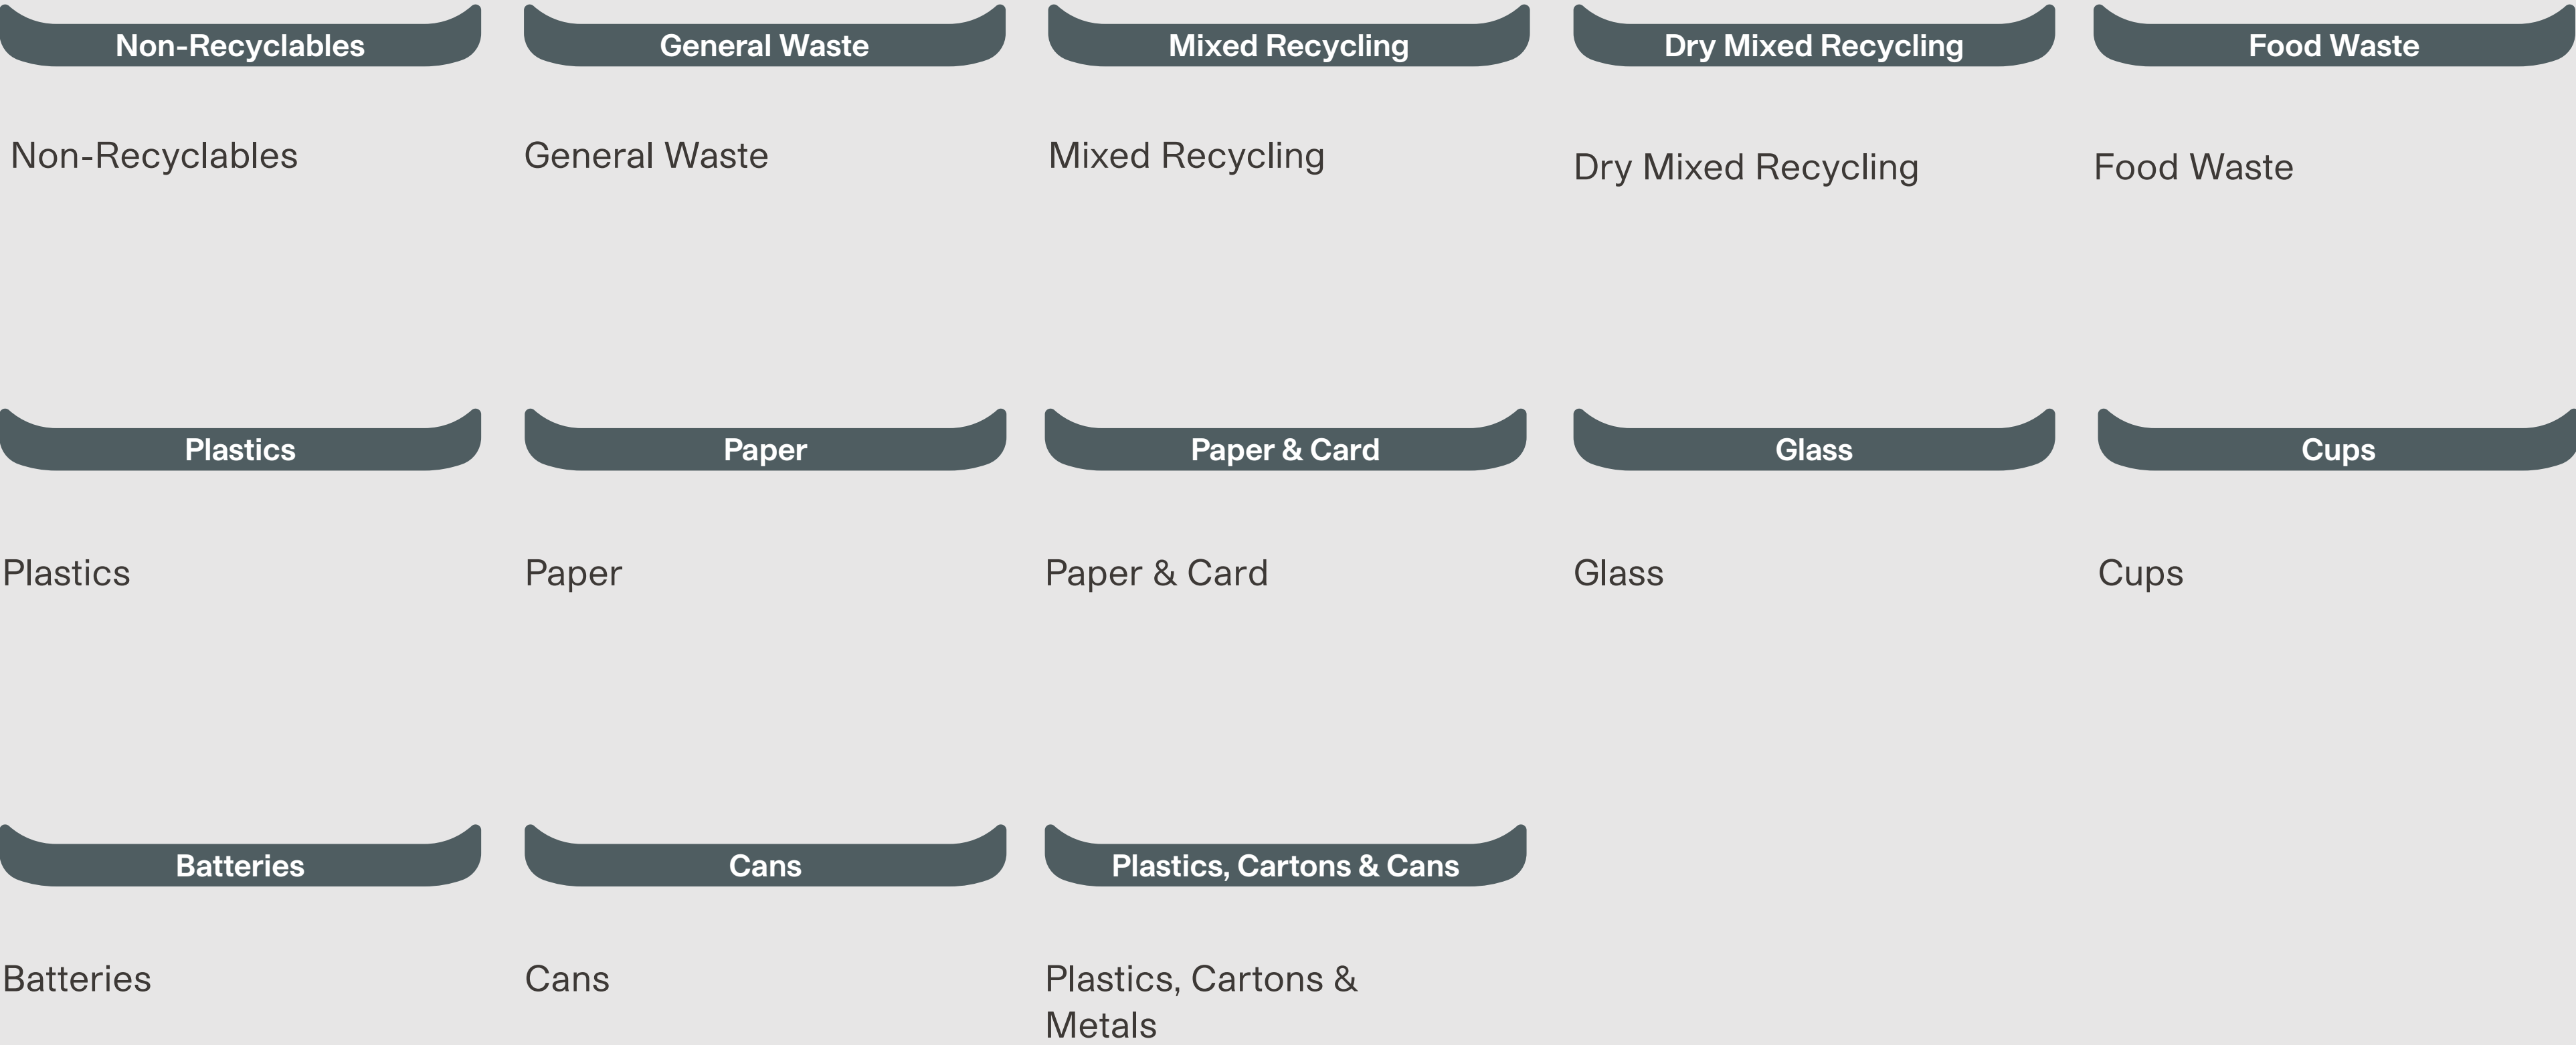 Non-Recyclables
General Waste
Mixed Recycling
Dry Mixed Recycling
Food Waste
Non-Recyclables
General Waste
Mixed Recycling
Dry Mixed Recycling
Food Waste
Plastics
Paper
Paper & Card
Glass
Cups
Plastics
Paper
Paper & Card
Glass
Cups
Batteries
Cans
Plastics, Cartons & Cans
Batteries
Cans
Plastics, Cartons &
Metals